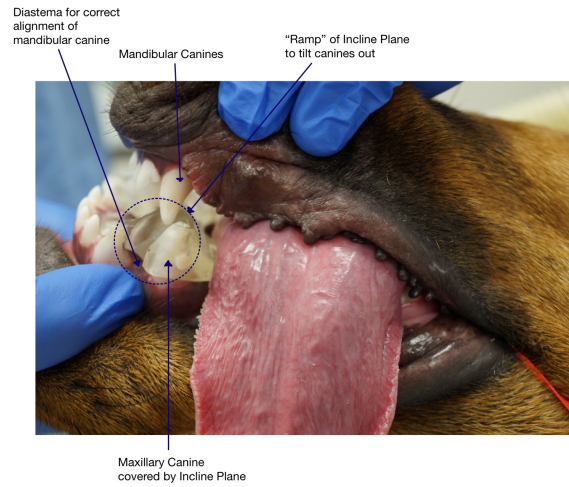 Diastema for correct
alignment of
mandibular canine
Mandibular Canines
“Ramp” of Incline Plane
to tilt canines out
Maxillary Canine
covered by Incline Plane